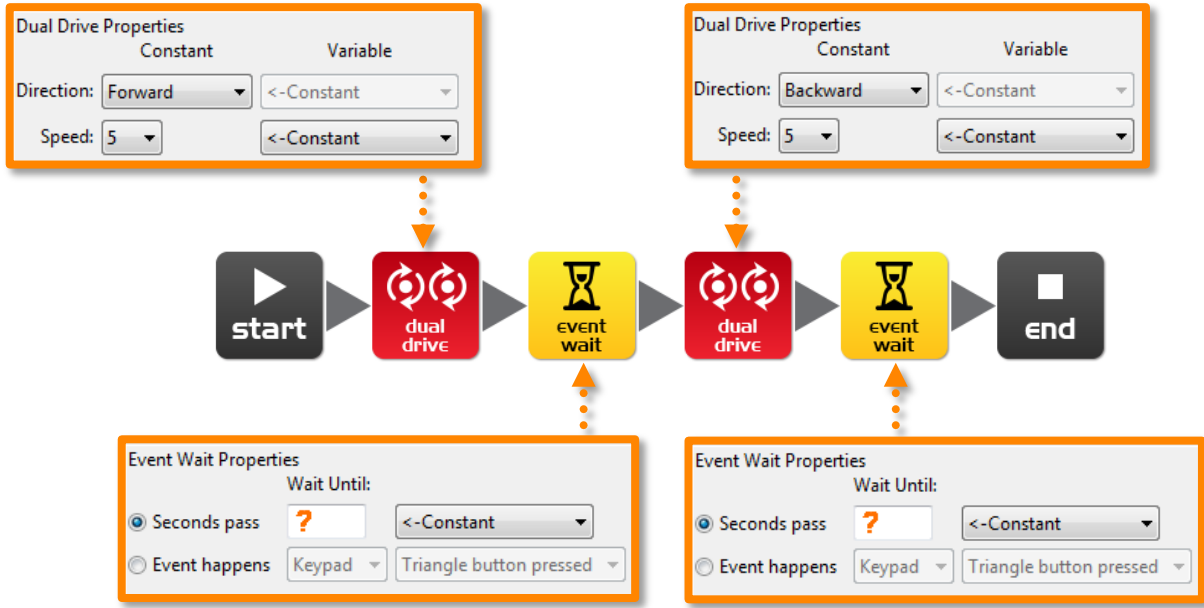 Dual Drive Properties
Constant Variable
Direction: Forward <-Constant
Speed: 5 <-Constant
Dual Drive Properties
Constant Variable
Direction: Backward <-Constant
Speed: 5 <-Constant
start
dual
drive
event
wait
dual
drive
event
wait
end
Event Wait Properties
Wait Until:
Seconds pass ? <-Constant
Event happens Keypad Triangle button pressed
Event Wait Properties
Wait Until:
Seconds pass ? <-Constant
Event happens Keypad Triangle button pressed